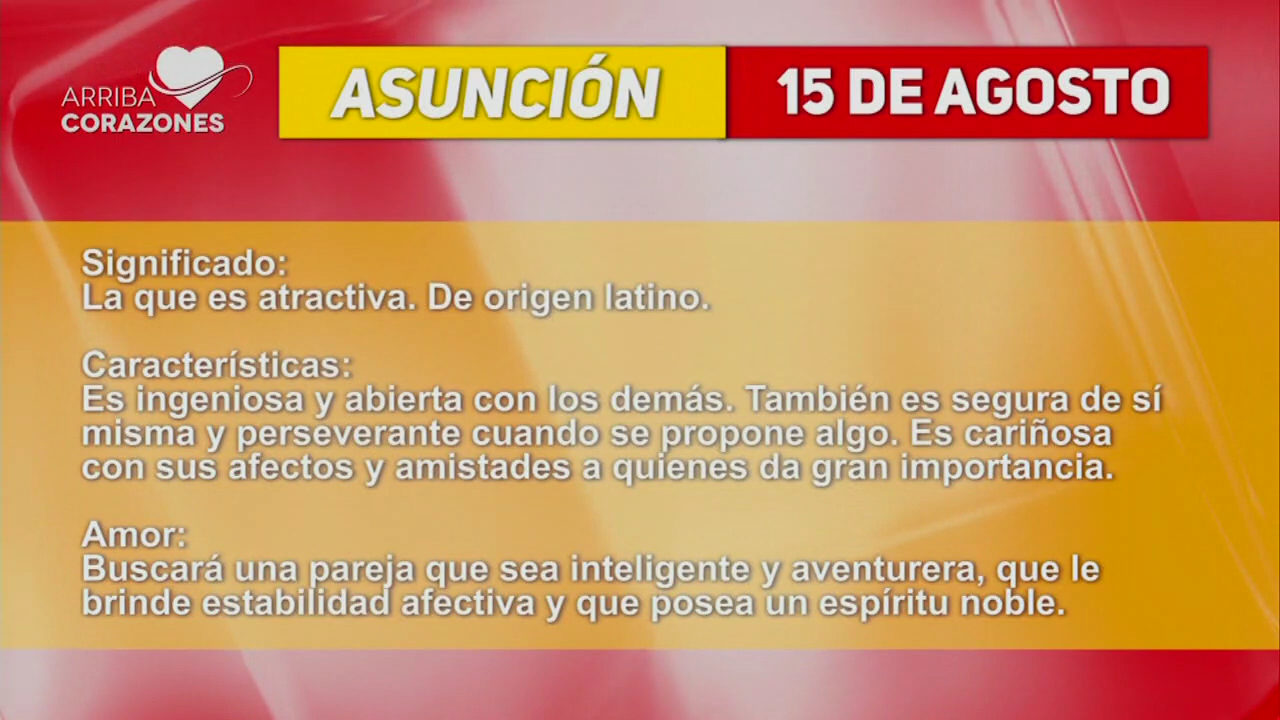 ARRIBA
CORAZONES
ASUNCIÓN
15 DE AGOSTO
Significado:
La que es atractiva. De origen latino.
Características:
Es ingeniosa y abierta con los demás. También es segura de sí
misma y perseverante cuando se propone algo. Es cariñosa
con sus afectos y amistades a quienes da gran importancia.
Amor:
Buscará una pareja que sea inteligente y aventurera, que le
brinde estabilidad afectiva y que posea un espíritu noble.